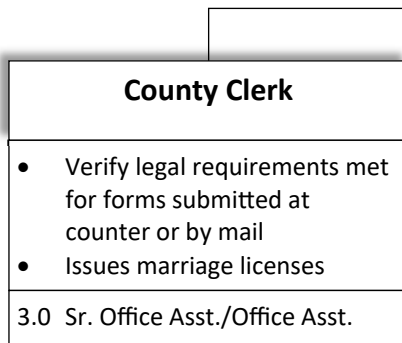 County Clerk
• Verify legal requirements met
for forms submitted at
counter or by mail
• Issues marriage licenses
3.0 Sr. Office Asst./Office Asst.